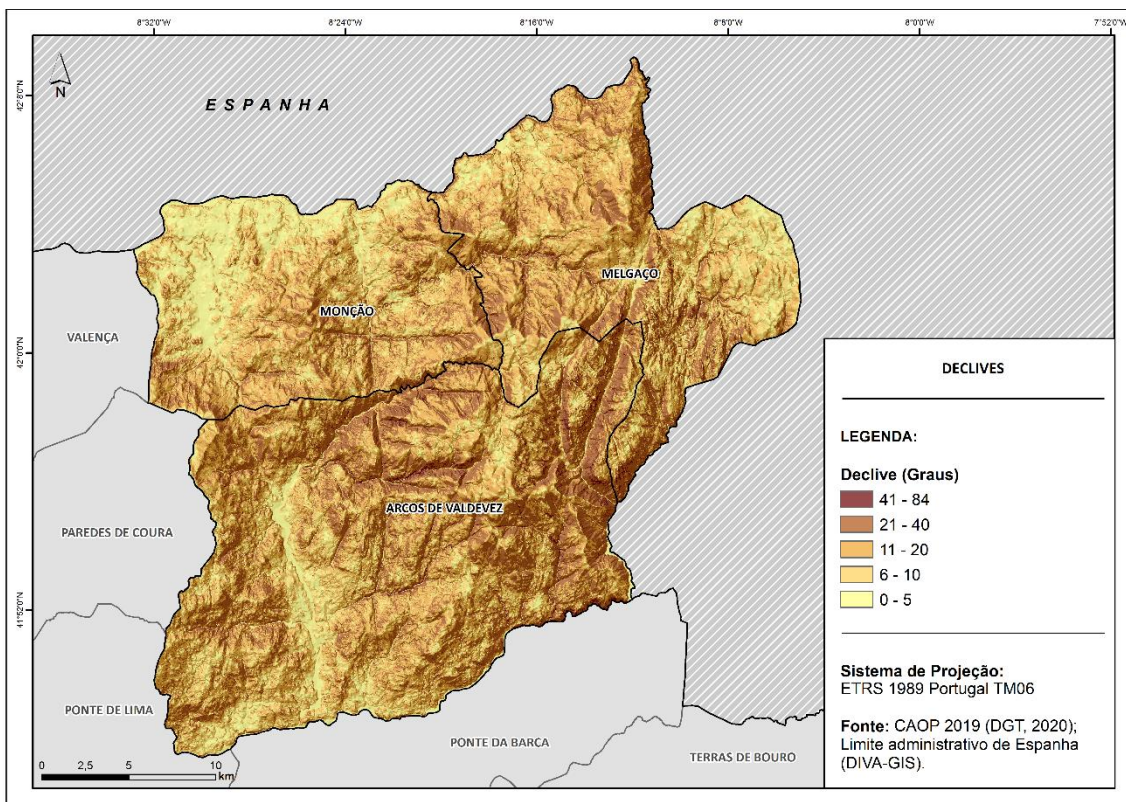 8°32'0"W 8°24'0"W 8°16'0"W 8°8'0"W 8°0'0"W 7°52'0"W
N
42°8'0"N
ESPANHA
MELGAÇO
MONÇÃO
VALENÇA
42°0'0"N
ARCOS DE VALDEVEZ
PAREDES DE COURA
41°52'0"N
PONTE DE LIMA
PONTE DA BARCA
TERRAS DE BOURO
0 2,5 5 10
km
DECLIVES
LEGENDA:
Declive (Graus)
41 - 84
21 - 40
11 - 20
6 - 10
0 - 5
Sistema de Projeção:
ETRS 1989 Portugal TM06
Fonte: CAOP 2019 (DGT, 2020);
Limite administrativo de Espanha
(DIVA-GIS).